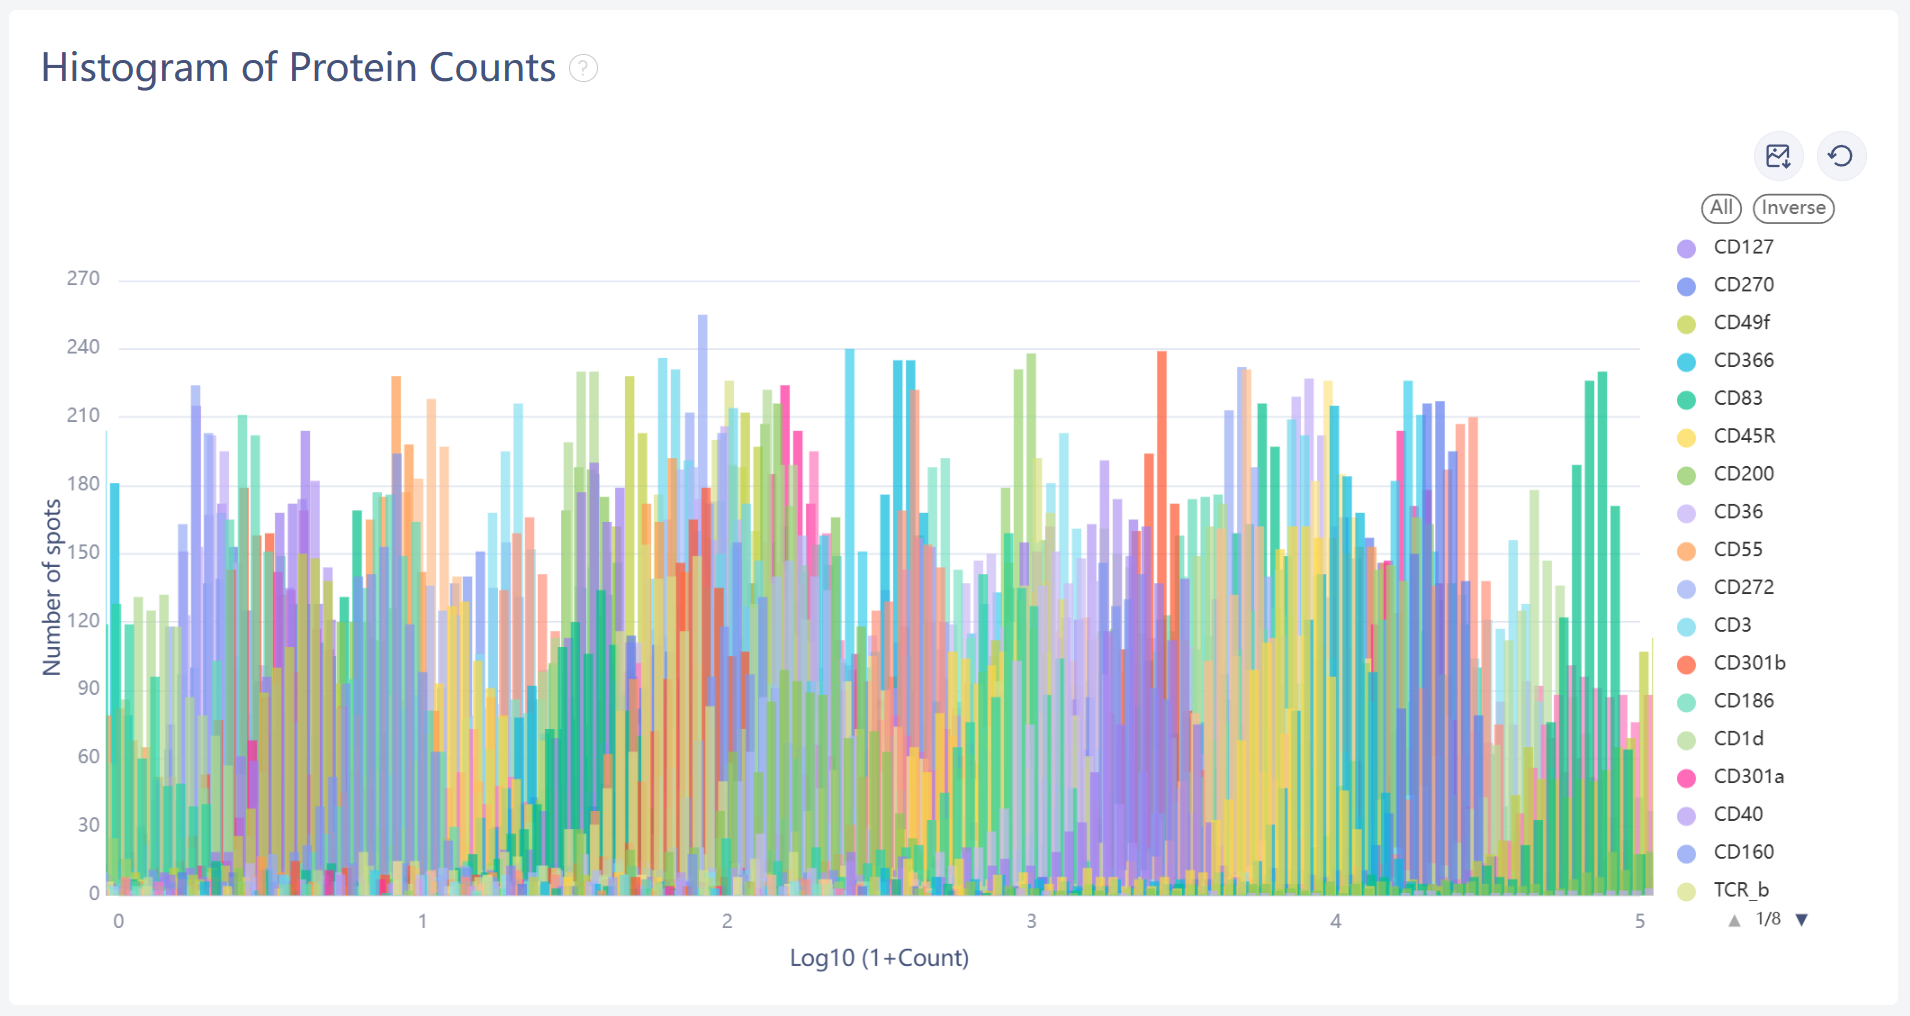 Histogram of Protein Counts ?
All Inverse
CD127
CD270
CD49f
CD366
CD83
CD45R
CD200
CD36
CD55
CD272
CD3
CD301b
CD186
CD1d
CD301a
CD40
CD160
TCR_b
1/8
Number of spots
270
240
210
180
150
120
90
60
30
0
0 1 2 3 4 5
Log10 (1+Count)